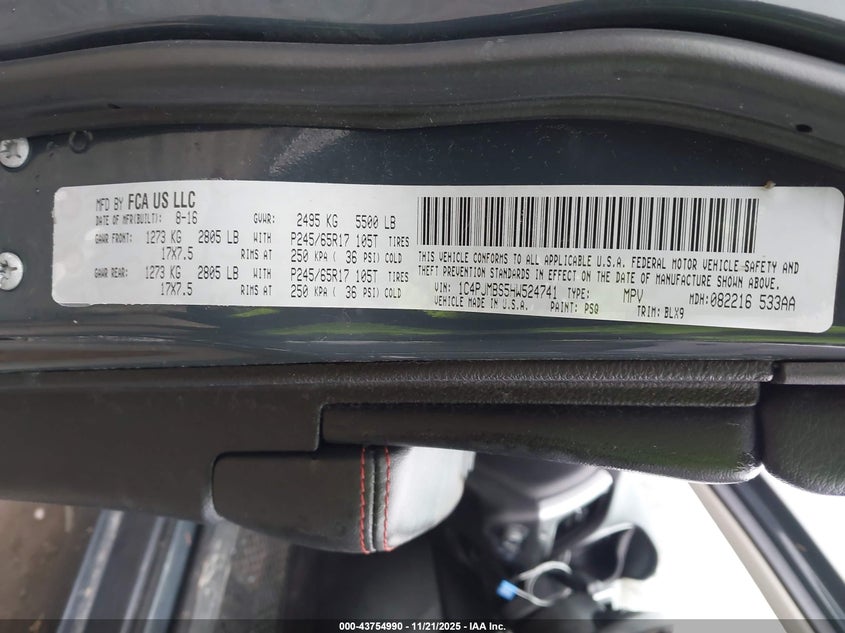 MFD BY FCA US LLC
DATE OF MFR(BUILT): 8-16 GVWR: 2495 KG 5500 LB
GAWR FRONT: 1273 KG 2805 LB WITH P245/65R17 105T TIRES
17X7.5 RIMS AT 250 KPA ( 36 PSI) COLD
GAWR REAR: 1273 KG 2805 LB WITH P245/65R17 105T TIRES
17X7.5 RIMS AT 250 KPA ( 36 PSI) COLD
THIS VEHICLE CONFORMS TO ALL APPLICABLE U.S.A. FEDERAL MOTOR VEHICLE SAFETY AND
THEFT PREVENTION STANDARDS IN EFFECT ON THE DATE OF MANUFACTURE SHOWN ABOVE.
VIN: 1C4PJMBS5HW524741 TYPE: MPV MDH: 082216 533AA
VEHICLE MADE IN U.S.A. PAINT: PSQ TRIM: BLX9
000-43754990 - 11/21/2025 - IAA Inc.